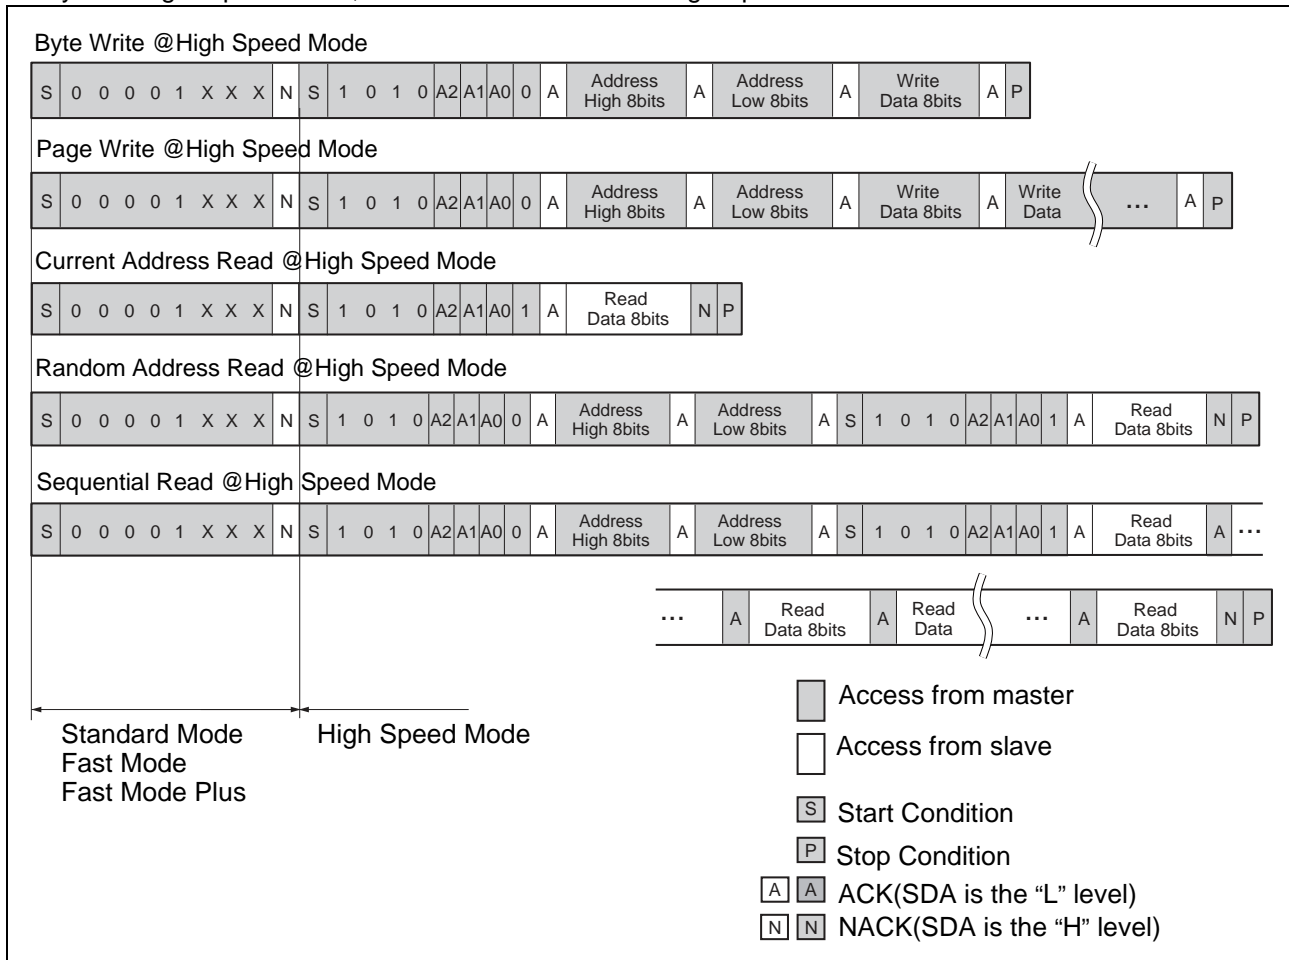 Byte Write @High Speed Mode
S 0 0 0 0 1 X X X N S 1 0 1 0 A2 A1 A0 0 A Address High 8bits A Address Low 8bits A Write Data 8bits A P
Page Write @High Speed Mode
S 0 0 0 0 1 X X X N S 1 0 1 0 A2 A1 A0 0 A Address High 8bits A Address Low 8bits A Write Data 8bits A Write Data ... A P
Current Address Read @High Speed Mode
S 0 0 0 0 1 X X X N S 1 0 1 0 A2 A1 A0 1 A Read Data 8bits N P
Random Address Read @High Speed Mode
S 0 0 0 0 1 X X X N S 1 0 1 0 A2 A1 A0 0 A Address High 8bits A Address Low 8bits A S 1 0 1 0 A2 A1 A0 1 A Read Data 8bits N P
Sequential Read @High Speed Mode
S 0 0 0 0 1 X X X N S 1 0 1 0 A2 A1 A0 0 A Address High 8bits A Address Low 8bits A S 1 0 1 0 A2 A1 A0 1 A Read Data 8bits A ...
... A Read Data 8bits A Read Data ... A Read Data 8bits N P
Standard Mode
Fast Mode
Fast Mode Plus
High Speed Mode
Access from master
Access from slave
S Start Condition
P Stop Condition
A A ACK(SDA is the “L” level)
N N NACK(SDA is the “H” level)